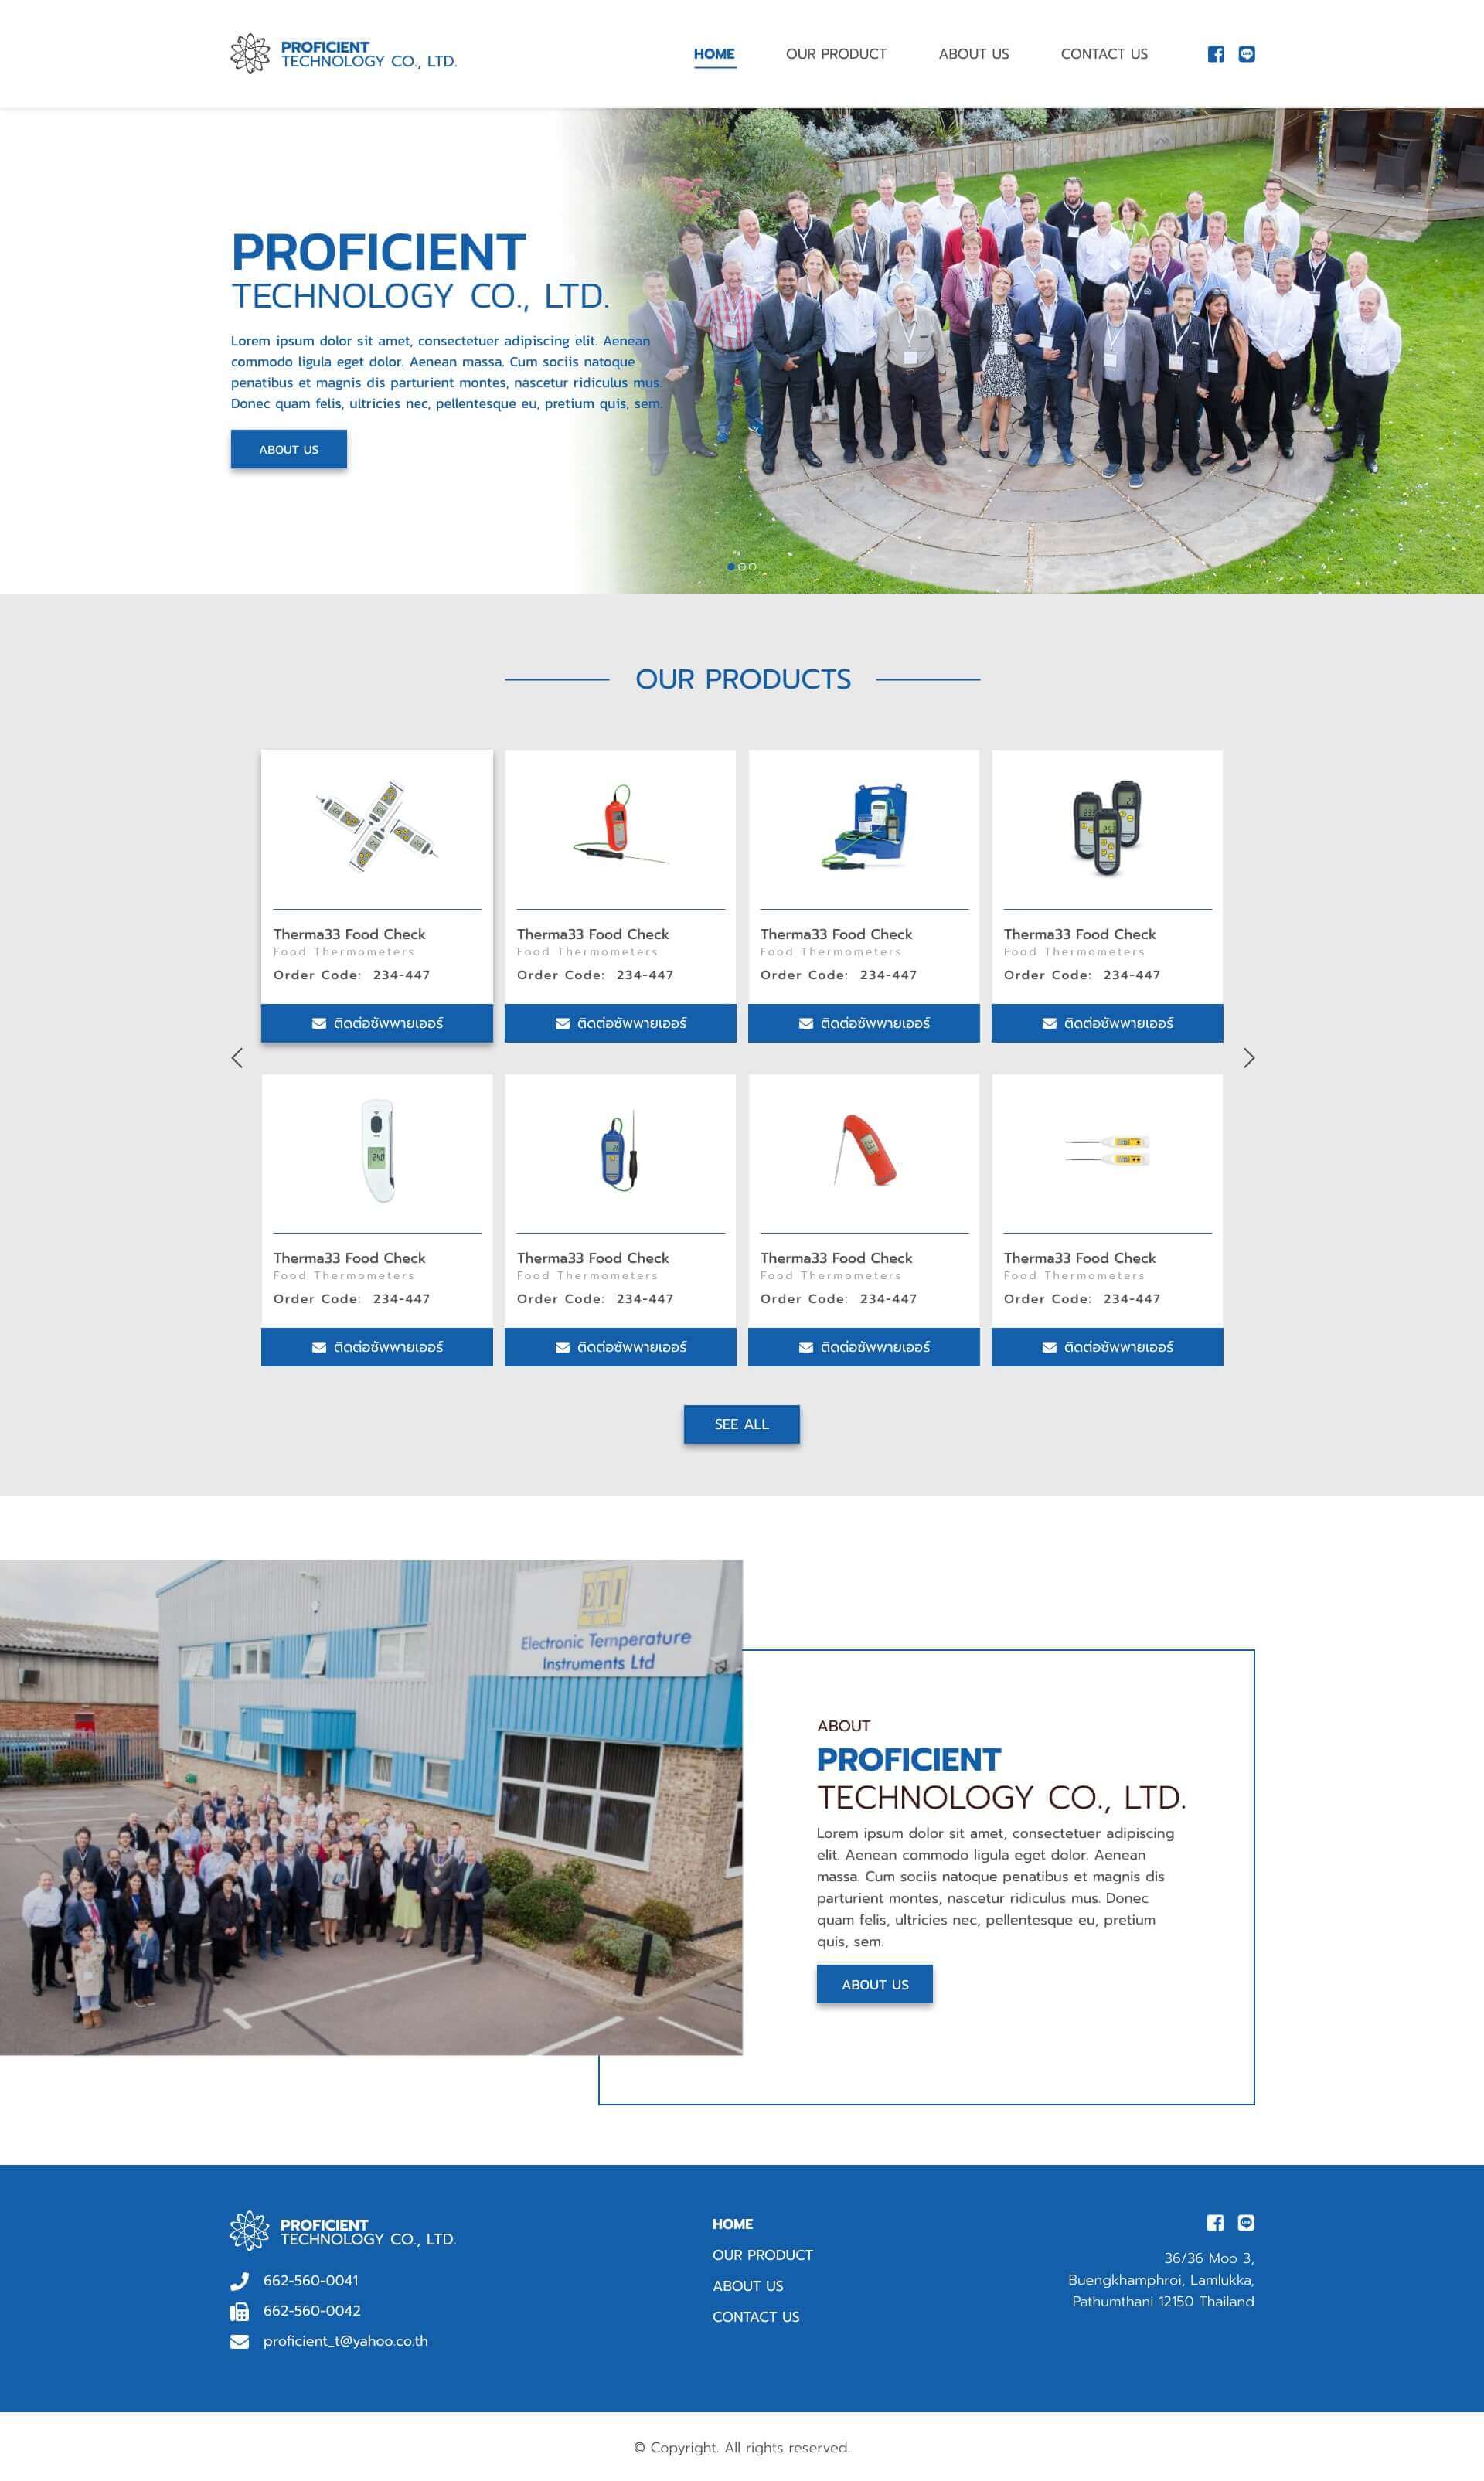 PROFICIENT
TECHNOLOGY CO., LTD.
HOME
OUR PRODUCT
ABOUT US
CONTACT US
PROFICIENT
TECHNOLOGY CO., LTD.
Lorem ipsum dolor sit amet, consectetuer adipiscing elit. Aenean
commodo ligula eget dolor. Aenean massa. Cum sociis natoque
penatibus et magnis dis parturient montes, nascetur ridiculus mus.
Donec quam felis, ultricies nec, pellentesque eu, pretium quis, sem.
ABOUT US
OUR PRODUCTS
Therma33 Food Check
Food Thermometers
Order Code: 234-447
ติดต่อซัพพายเออร์
Therma33 Food Check
Food Thermometers
Order Code: 234-447
ติดต่อซัพพายเออร์
Therma33 Food Check
Food Thermometers
Order Code: 234-447
ติดต่อซัพพายเออร์
Therma33 Food Check
Food Thermometers
Order Code: 234-447
ติดต่อซัพพายเออร์
Therma33 Food Check
Food Thermometers
Order Code: 234-447
ติดต่อซัพพายเออร์
Therma33 Food Check
Food Thermometers
Order Code: 234-447
ติดต่อซัพพายเออร์
Therma33 Food Check
Food Thermometers
Order Code: 234-447
ติดต่อซัพพายเออร์
Therma33 Food Check
Food Thermometers
Order Code: 234-447
ติดต่อซัพพายเออร์
SEE ALL
ETI
Electronic Temperature
Instruments Ltd
ABOUT
PROFICIENT
TECHNOLOGY CO., LTD.
Lorem ipsum dolor sit amet, consectetuer adipiscing
elit. Aenean commodo ligula eget dolor. Aenean
massa. Cum sociis natoque penatibus et magnis dis
parturient montes, nascetur ridiculus mus. Donec
quam felis, ultricies nec, pellentesque eu, pretium
quis, sem.
ABOUT US
PROFICIENT
TECHNOLOGY CO., LTD.
662-560-0041
662-560-0042
proficient_t@yahoo.co.th
HOME
OUR PRODUCT
ABOUT US
CONTACT US
36/36 Moo 3,
Buengkhamphroi, Lamlukka,
Pathumthani 12150 Thailand
© Copyright. All rights reserved.